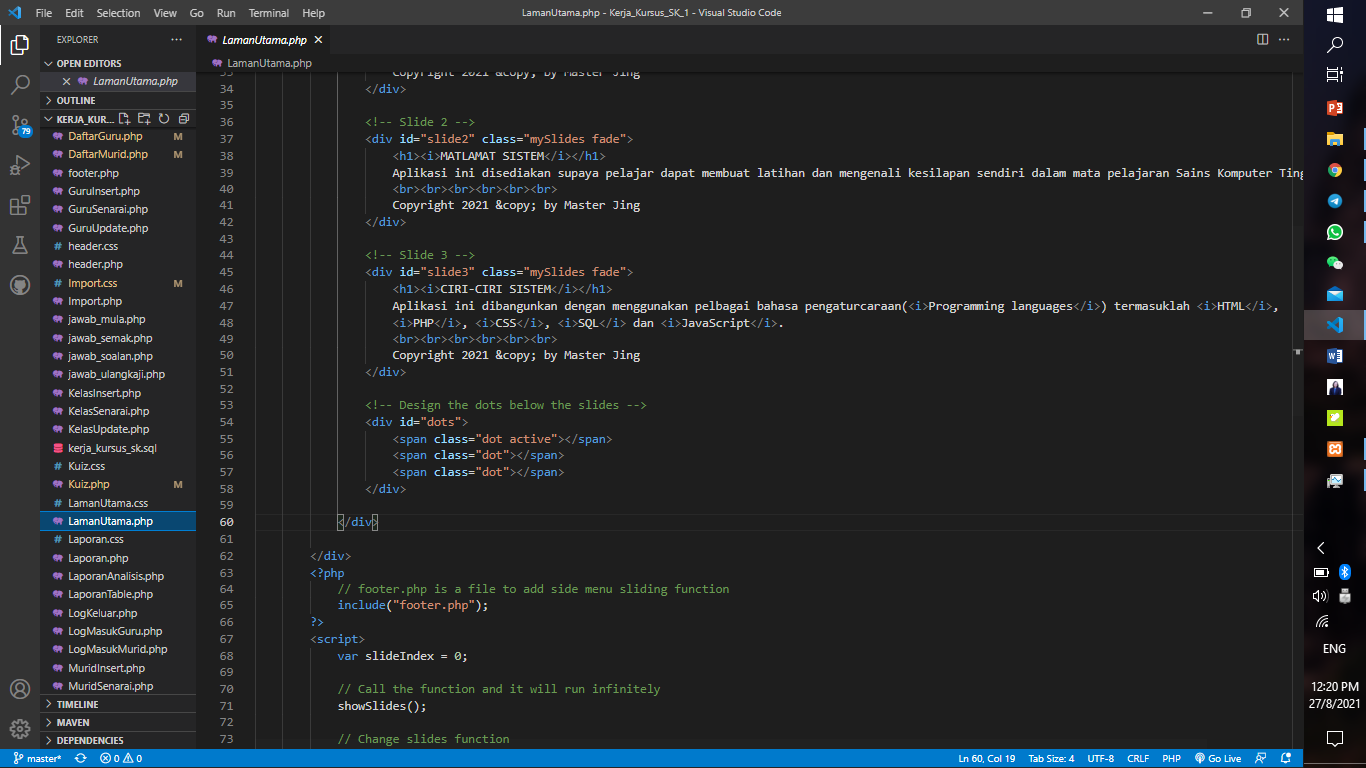 File Edit Selection View Go Run Terminal Help
LamanUtama.php - Kerja_Kursus_SK_1 - Visual Studio Code
EXPLORER
OPEN EDITORS
LamanUtama.php
OUTLINE
KERJA_KUR...
DaftarGuru.php M
DaftarMurid.php M
footer.php
GuruInsert.php
GuruSenarai.php
GuruUpdate.php
# header.css
header.php
# Import.css M
Import.php
jawab_mula.php
jawab_semak.php
jawab_soalan.php
jawab_ulangkaji.php
KelasInsert.php
KelasSenarai.php
KelasUpdate.php
kerja_kursus_sk.sql
# Kuiz.css
Kuiz.php M
# LamanUtama.css
LamanUtama.php
# Laporan.css
Laporan.php
LaporanAnalisis.php
LaporanTable.php
LogKeluar.php
LogMasukGuru.php
LogMasukMurid.php
MuridInsert.php
MuridSenarai.php
TIMELINE
MAVEN
DEPENDENCIES
79
LamanUtama.php
LamanUtama.php
33 Copyright 2021 &copy; by Master Jing
34 </div>
35
36 <!-- Slide 2 -->
37 <div id="slide2" class="mySlides fade">
38 <h1><i>MATLAMAT SISTEM</i></h1>
39 Aplikasi ini disediakan supaya pelajar dapat membuat latihan dan mengenali kesilapan sendiri dalam mata pelajaran Sains Komputer Ting
40 <br><br><br><br><br><br>
41 Copyright 2021 &copy; by Master Jing
42 </div>
43
44 <!-- Slide 3 -->
45 <div id="slide3" class="mySlides fade">
46 <h1><i>CIRI-CIRI SISTEM</i></h1>
47 Aplikasi ini dibangunkan dengan menggunakan pelbagai bahasa pengaturcaraan(<i>Programming languages</i>) termasuklah <i>HTML</i>,
48 <i>PHP</i>, <i>CSS</i>, <i>SQL</i> dan <i>JavaScript</i>.
49 <br><br><br><br><br><br>
50 Copyright 2021 &copy; by Master Jing
51 </div>
52
53 <!-- Design the dots below the slides -->
54 <div id="dots">
55 <span class="dot active"></span>
56 <span class="dot"></span>
57 <span class="dot"></span>
58 </div>
59
60 </div>
61
62 </div>
63 <?php
64 // footer.php is a file to add side menu sliding function
65 include("footer.php");
66 ?>
67 <script>
68 var slideIndex = 0;
69
70 // Call the function and it will run infinitely
71 showSlides();
72
73 // Change slides function
master* 0 0
Ln 60, Col 19 Tab Size: 4 UTF-8 CRLF PHP Go Live
ENG
12:20 PM
27/8/2021